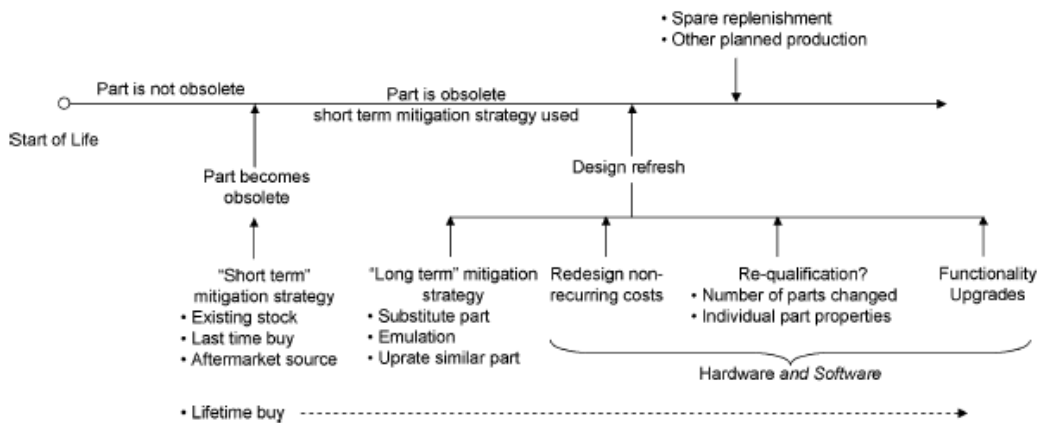 • Spare replenishment
• Other planned production
Part is not obsolete
Part is obsolete
short term mitigation strategy used
Start of Life
Part becomes
obsolete
Design refresh
"Short term"
mitigation strategy
• Existing stock
• Last time buy
• Aftermarket source
"Long term" mitigation
strategy
• Substitute part
• Emulation
• Uprate similar part
Redesign non-
recurring costs
Re-qualification?
• Number of parts changed
• Individual part properties
Functionality
Upgrades
Hardware and Software
• Lifetime buy